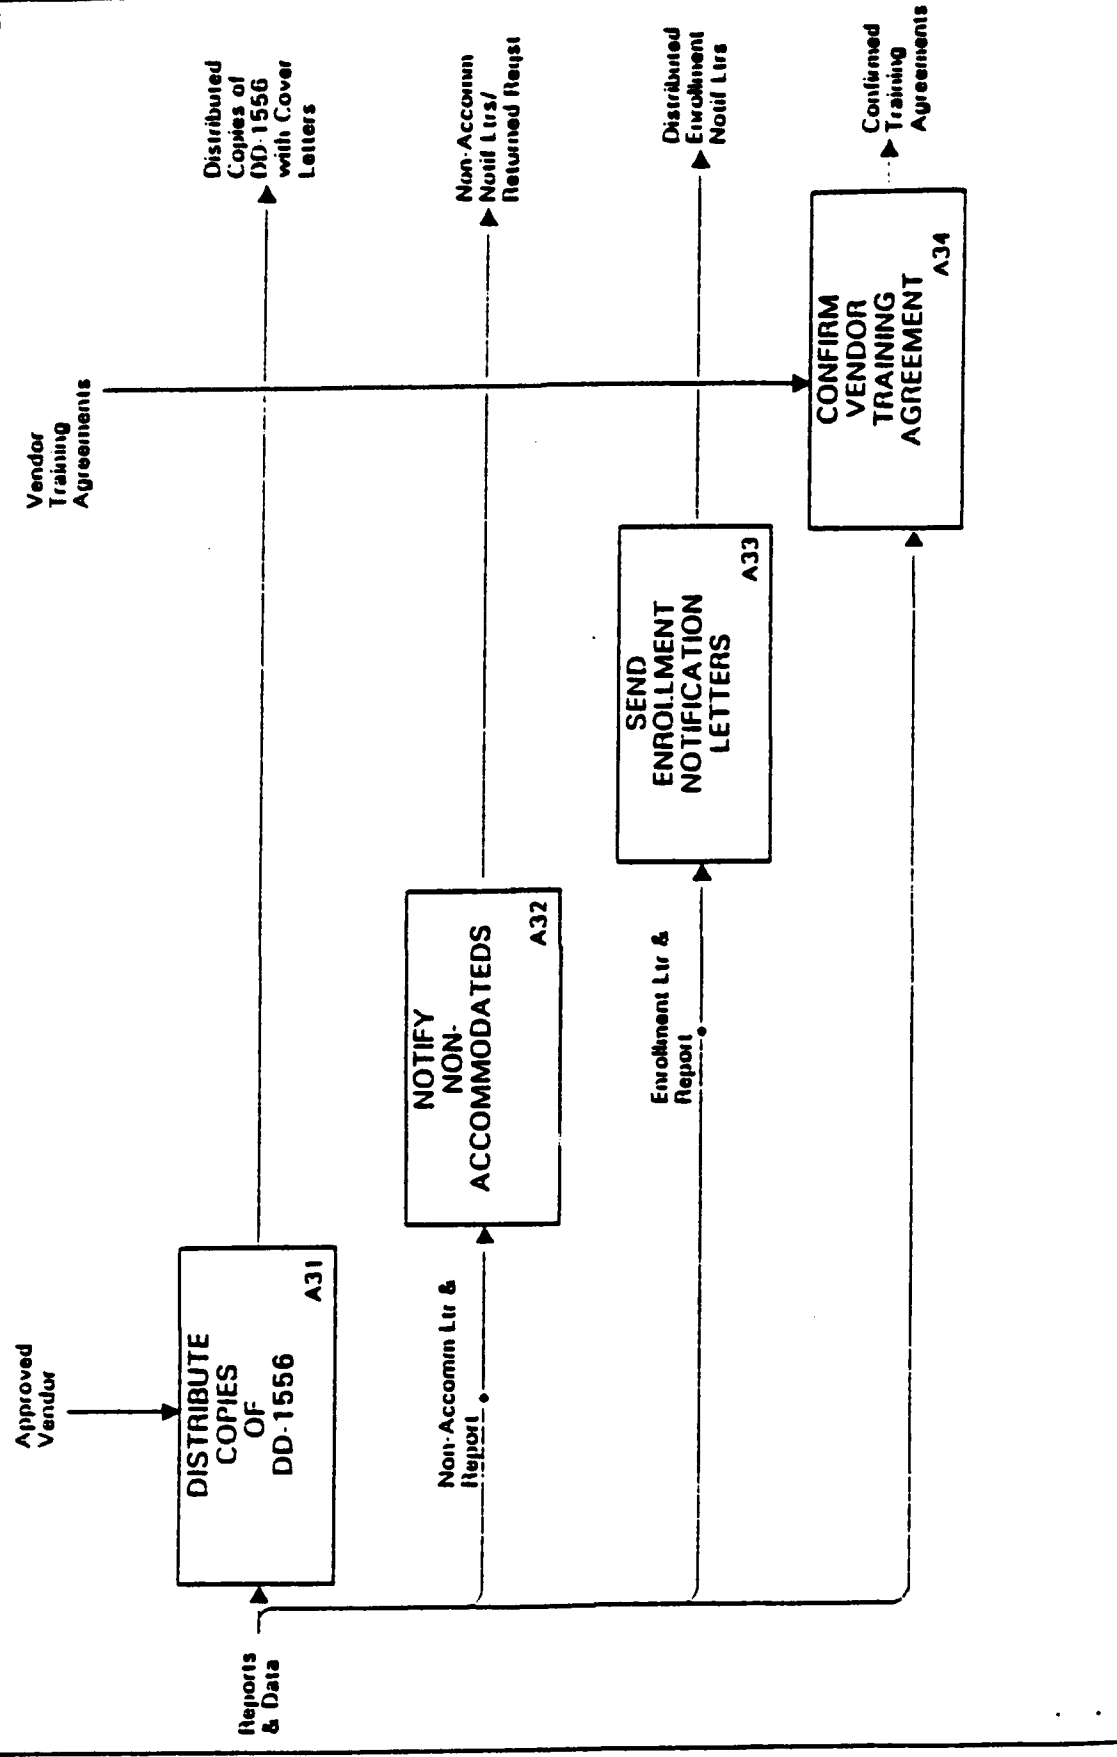 Approved
Vendor
Vendor
Training
Agreements
Reports
& Data
DISTRIBUTE
COPIES
OF
DD-1556
A31
Distributed
Copies of
DD-1556
with Cover
Letters
Non-Accomm Ltr &
Report
NOTIFY
NON-
ACCOMMODATEDS
A32
Non-Accomm
Notif Ltrs/
Returned Reqst
Enrollment Ltr &
Report
SEND
ENROLLMENT
NOTIFICATION
LETTERS
A33
Distributed
Enrollment
Notif Ltrs
CONFIRM
VENDOR
TRAINING
AGREEMENT
A34
Confirmed
Training
Agreements